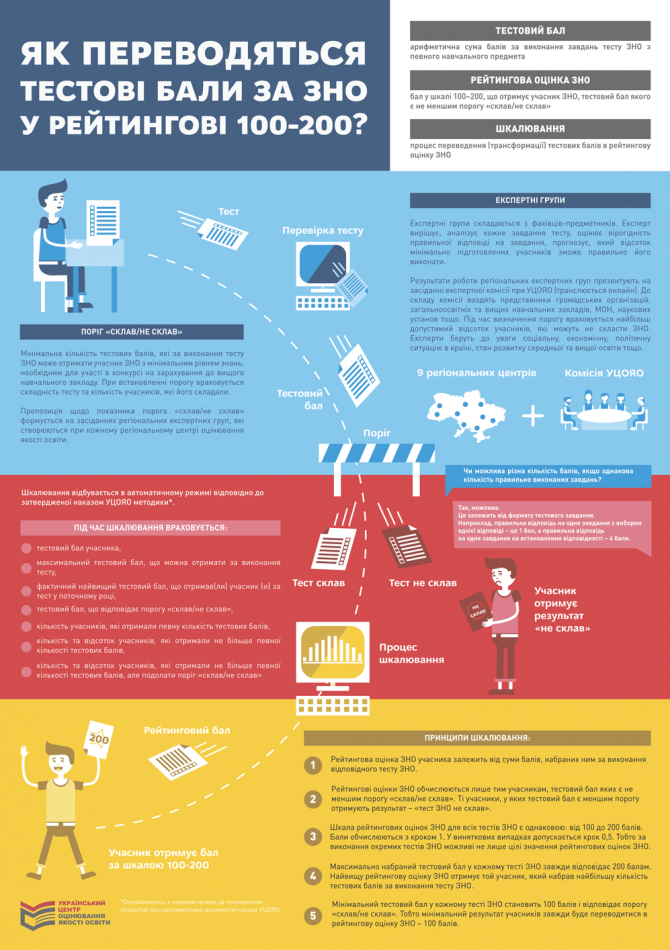 ЯК ПЕРЕВОДЯТЬСЯ
ТЕСТОВІ БАЛИ ЗА ЗНО
У РЕЙТИНГОВІ 100-200?
ТЕСТОВИЙ БАЛ
арифметична сума балів за виконання завдань тесту ЗНО з
певного навчального предмета
РЕЙТИНГОВА ОЦІНКА ЗНО
бал у шкалі 100–200, що отримує учасник ЗНО, тестовий бал якого
є не меншим порогу «склав/не склав»
ШКАЛЮВАННЯ
процес переведення (трансформації) тестових балів в рейтингову
оцінку ЗНО
Тест
Перевірка тесту
ПОРІГ «СКЛАВ/НЕ СКЛАВ»
Мінімальна кількість тестових балів, які за виконання тесту
ЗНО може отримати учасник ЗНО з мінімальним рівнем знань,
необхідним для участі в конкурсі на зарахування до вищого
навчального закладу. При встановленні порогу враховується
складність тесту та кількість учасників, які його складали.
Пропозиція щодо показника порога «склав/не склав»
формується на засіданнях регіональних експертних груп, які
створюються при кожному регіональному центрі оцінювання
якості освіти.
Тестовий
бал
ЕКСПЕРТНІ ГРУПИ
Експертні групи складаються з фахівців-предметників. Експерт
вирішує, аналізує кожне завдання тесту, оцінює вірогідність
правильної відповіді на завдання, прогнозує, який відсоток
мінімально підготовлених учасників зможе правильно його
виконати.
Результати роботи регіональних експертних груп презентують на
засіданні експертної комісії при УЦОЯО (транслюється онлайн). До
складу комісії входять представники громадських організацій,
загальноосвітніх та вищих навчальних закладів, МОН, наукових
установ тощо. Під час визначення порогу враховується найбільш
допустимий відсоток учасників, які можуть не скласти ЗНО.
Експерти беруть до уваги соціальну, економічну, політичну
ситуацію в країні, стан розвитку середньої та вищої освіти тощо.
9 регіональних центрів
Комісія УЦОЯО
Поріг
Чи можлива різна кількість балів, якщо однакова
кількість правильно виконаних завдань?
Так, можлива.
Це залежить від формату тестового завдання.
Наприклад, правильна відповідь на одне завдання з вибором
однієї відповіді – це 1 бал, а правильна відповідь
на одне завдання на встановлення відповідності – 4 бали.
Шкалювання відбувається в автоматичному режимі відповідно до
затвердженої наказом УЦОЯО методики*.
ПІД ЧАС ШКАЛЮВАННЯ ВРАХОВУЄТЬСЯ:
тестовий бал учасника,
максимальний тестовий бал, що можна отримати за виконання
тесту,
фактичний найвищий тестовий бал, що отримав(ли) учасник (и) за
тест у поточному році,
тестовий бал, що відповідає порогу «склав/не склав»,
кількість учасників, які отримали певну кількість тестових балів,
кількість та відсоток учасників, які отримали не більше певної
кількості тестових балів,
кількість та відсоток учасників, які отримали не більше певної
кількості тестових балів, але подолати поріг «склав/не склав»
Тест склав
Тест не склав
НЕ
СКЛАВ
Учасник
отримує
результат
«не склав»
Процес
шкалювання
200
Рейтинговий бал
Учасник отримує бал
за шкалою 100-200
ПРИНЦИПИ ШКАЛЮВАННЯ:
1
Рейтингова оцінка ЗНО учасника залежить від суми балів, набраних ним за виконання
відповідного тесту ЗНО.
2
Рейтингові оцінки ЗНО обчислюються лише тим учасникам, тестовий бал яких є не
меншим порогу «склав/не склав». Ті учасники, у яких тестовий бал є меншим порогу
отримують результат – «тест ЗНО не склав».
3
Шкала рейтингових оцінок ЗНО для всіх тестів ЗНО є однаковою: від 100 до 200 балів.
Бали обчислюються з кроком 1. У виняткових випадках допускається крок 0,5. Тобто за
виконання окремих тестів ЗНО можливі не лише цілі значення рейтингових оцінок ЗНО.
4
Максимально набраний тестовий бал у кожному тесті ЗНО завжди відповідає 200 балам.
Найвищу рейтингову оцінку ЗНО отримує той учасник, який набрав найбільшу кількість
тестових балів за виконання тесту ЗНО.
5
Мінімальний тестовий бал у кожному тесті ЗНО становить 100 балів і відповідає порогу
«склав/не склав». Тобто мінімальний результат учасників завжди буде переводитися в
рейтингову оцінку ЗНО – 100 балів.
УКРАЇНСЬКИЙ
ЦЕНТР
ОЦІНЮВАННЯ
ЯКОСТІ ОСВІТИ
*Ознайомитись з наказом можна за посиланням:
testportal.gov.ua/нормативні документи/накази УЦОЯО